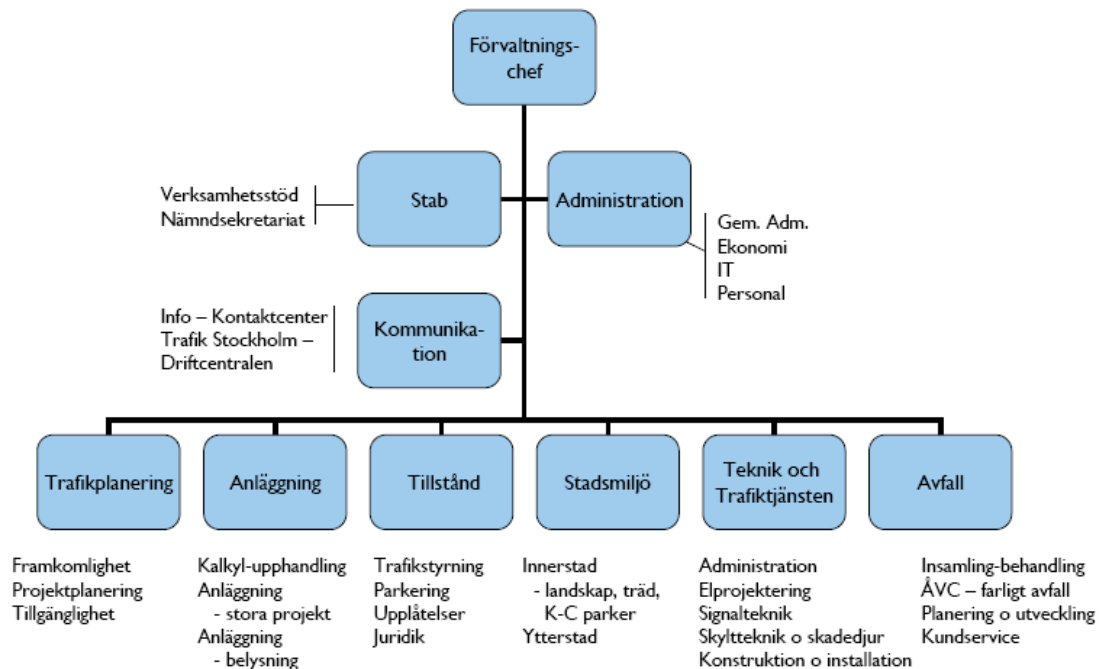 Förvaltnings-
chef
Verksamhetsstöd
Nämndsekretariat
Stab
Administration
Gem. Adm.
Ekonomi
IT
Personal
Info – Kontaktcenter
Trafik Stockholm –
Driftcentralen
Kommunika-
tion
Trafikplanering
Anläggning
Tillstånd
Stadsmiljö
Teknik och
Trafiktjänsten
Avfall
Framkomlighet
Projektplanering
Tillgänglighet
Kalkyl-upphandling
Anläggning
- stora projekt
Anläggning
- belysning
Trafikstyrning
Parkering
Upplåtelser
Juridik
Innerstad
- landskap, träd,
K-C parker
Ytterstad
Administration
Elprojektering
Signalteknik
Skyltteknik o skadedjur
Konstruktion o installation
Insamling-behandling
ÅVC – farligt avfall
Planering o utveckling
Kundservice